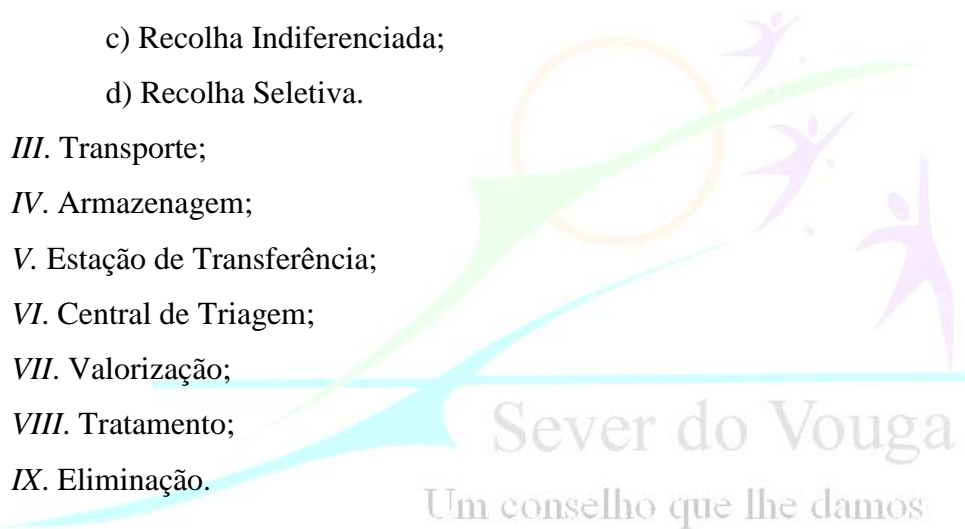 c) Recolha Indiferenciada;
d) Recolha Seletiva.
III. Transporte;
IV. Armazenagem;
V. Estação de Transferência;
VI. Central de Triagem;
VII. Valorização;
VIII. Tratamento;
IX. Eliminação.
Sever do Vouga
Um conselho que lhe damos